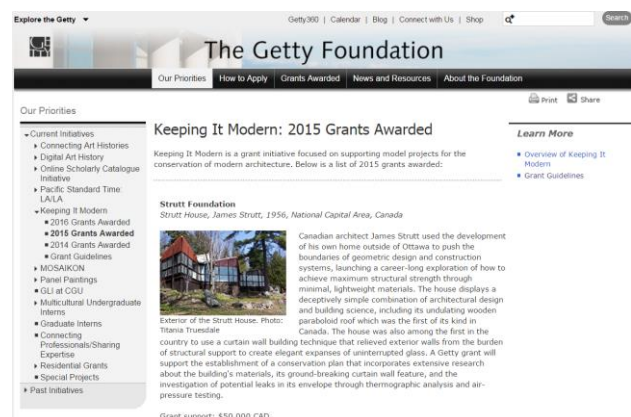 Explore the Getty
Getty360 | Calendar | Blog | Connect with Us | Shop
Search
The Getty Foundation
Our Priorities
How to Apply
Grants Awarded
News and Resources
About the Foundation
Print
Share
Our Priorities
Current Initiatives
Connecting Art Histories
Digital Art History
Online Scholarly Catalogue
Initiative
Pacific Standard Time:
LA/LA
Keeping It Modern
2016 Grants Awarded
2015 Grants Awarded
2014 Grants Awarded
Grant Guidelines
MOSAIKON
Panel Paintings
GLI at CGU
Multicultural Undergraduate
Interns
Graduate Interns
Connecting
Professionals/Sharing
Expertise
Residential Grants
Special Projects
Past Initiatives
Keeping It Modern: 2015 Grants Awarded
Keeping It Modern is a grant initiative focused on supporting model projects for the
conservation of modern architecture. Below is a list of 2015 grants awarded:
Strutt Foundation
Strutt House, James Strutt, 1956, National Capital Area, Canada
Exterior of the Strutt House. Photo:
Titania Truesdale
Canadian architect James Strutt used the development
of his own home outside of Ottawa to push the
boundaries of geometric design and construction
systems, launching a career-long exploration of how to
achieve maximum structural strength through
minimal, lightweight materials. The house displays a
deceptively simple combination of architectural design
and building science, including its undulating wooden
paraboloid roof which was the first of its kind in
Canada. The house was also among the first in the
country to use a curtain wall building technique that relieved exterior walls from the burden
of structural support to create elegant expanses of uninterrupted glass. A Getty grant will
support the establishment of a conservation plan that incorporates extensive research
about the building's materials, its ground-breaking curtain wall feature, and the
investigation of potential leaks in its envelope through thermographic analysis and air-
pressure testing.
Grant support: $50,000 CAD
Learn More
Overview of Keeping It
Modern
Grant Guidelines